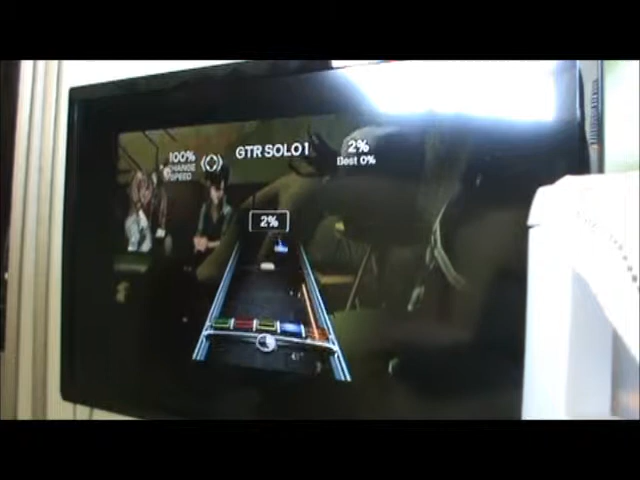 100%
CHANGE
SPEED
GTR SOLO 1
2%
Best 0%
2%